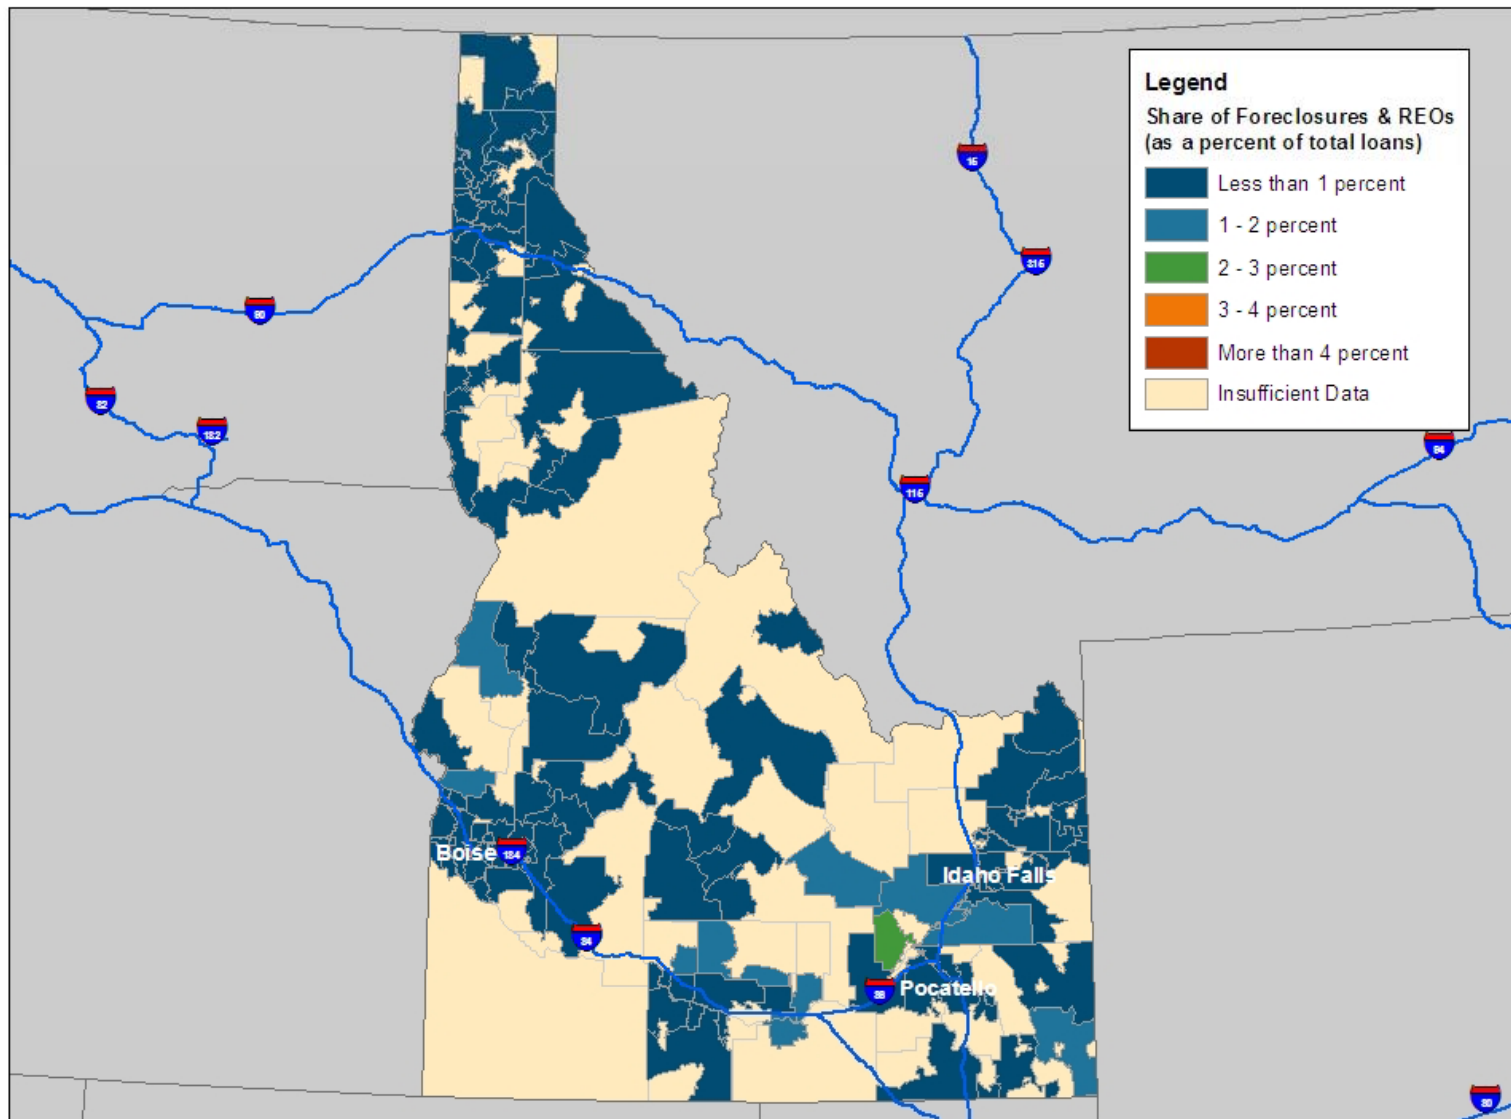 Legend
Share of Foreclosures & REOs
(as a percent of total loans)
Less than 1 percent
1 - 2 percent
2 - 3 percent
3 - 4 percent
More than 4 percent
Insufficient Data
15
315
90
82
182
94
115
Boise
184
Idaho Falls
84
86
Pocatello
80